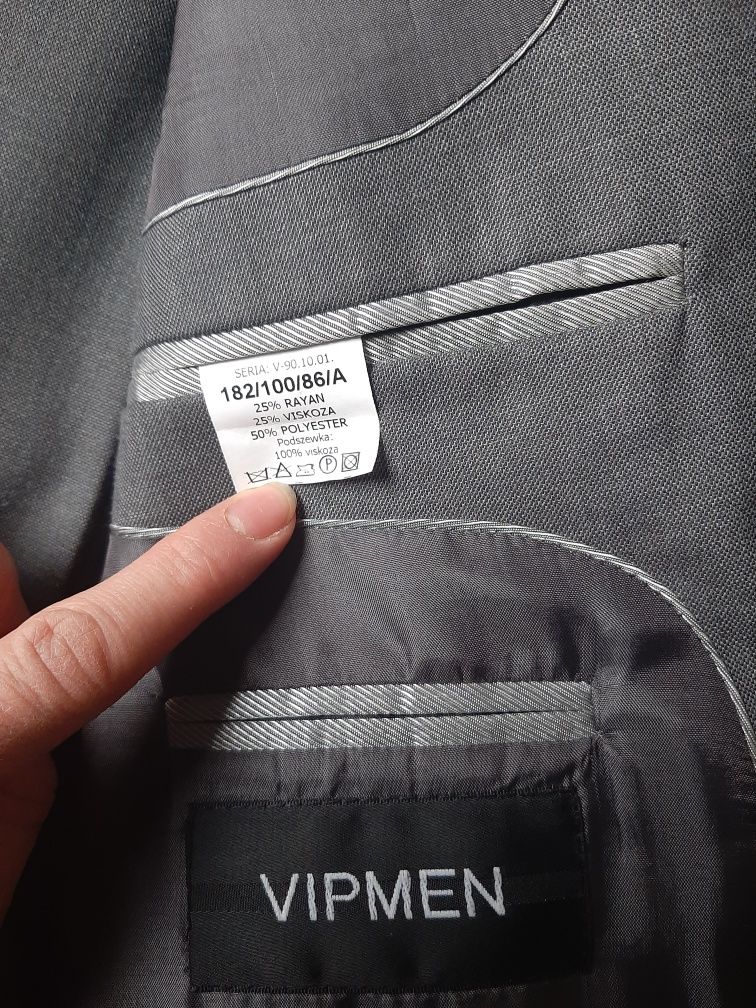 SERIA: V-90.10.01.
182/100/86/A
25% RAYAN
25% VISKOZA
50% POLYESTER
Podszewka:
100% viskoza
P
VIPMEN